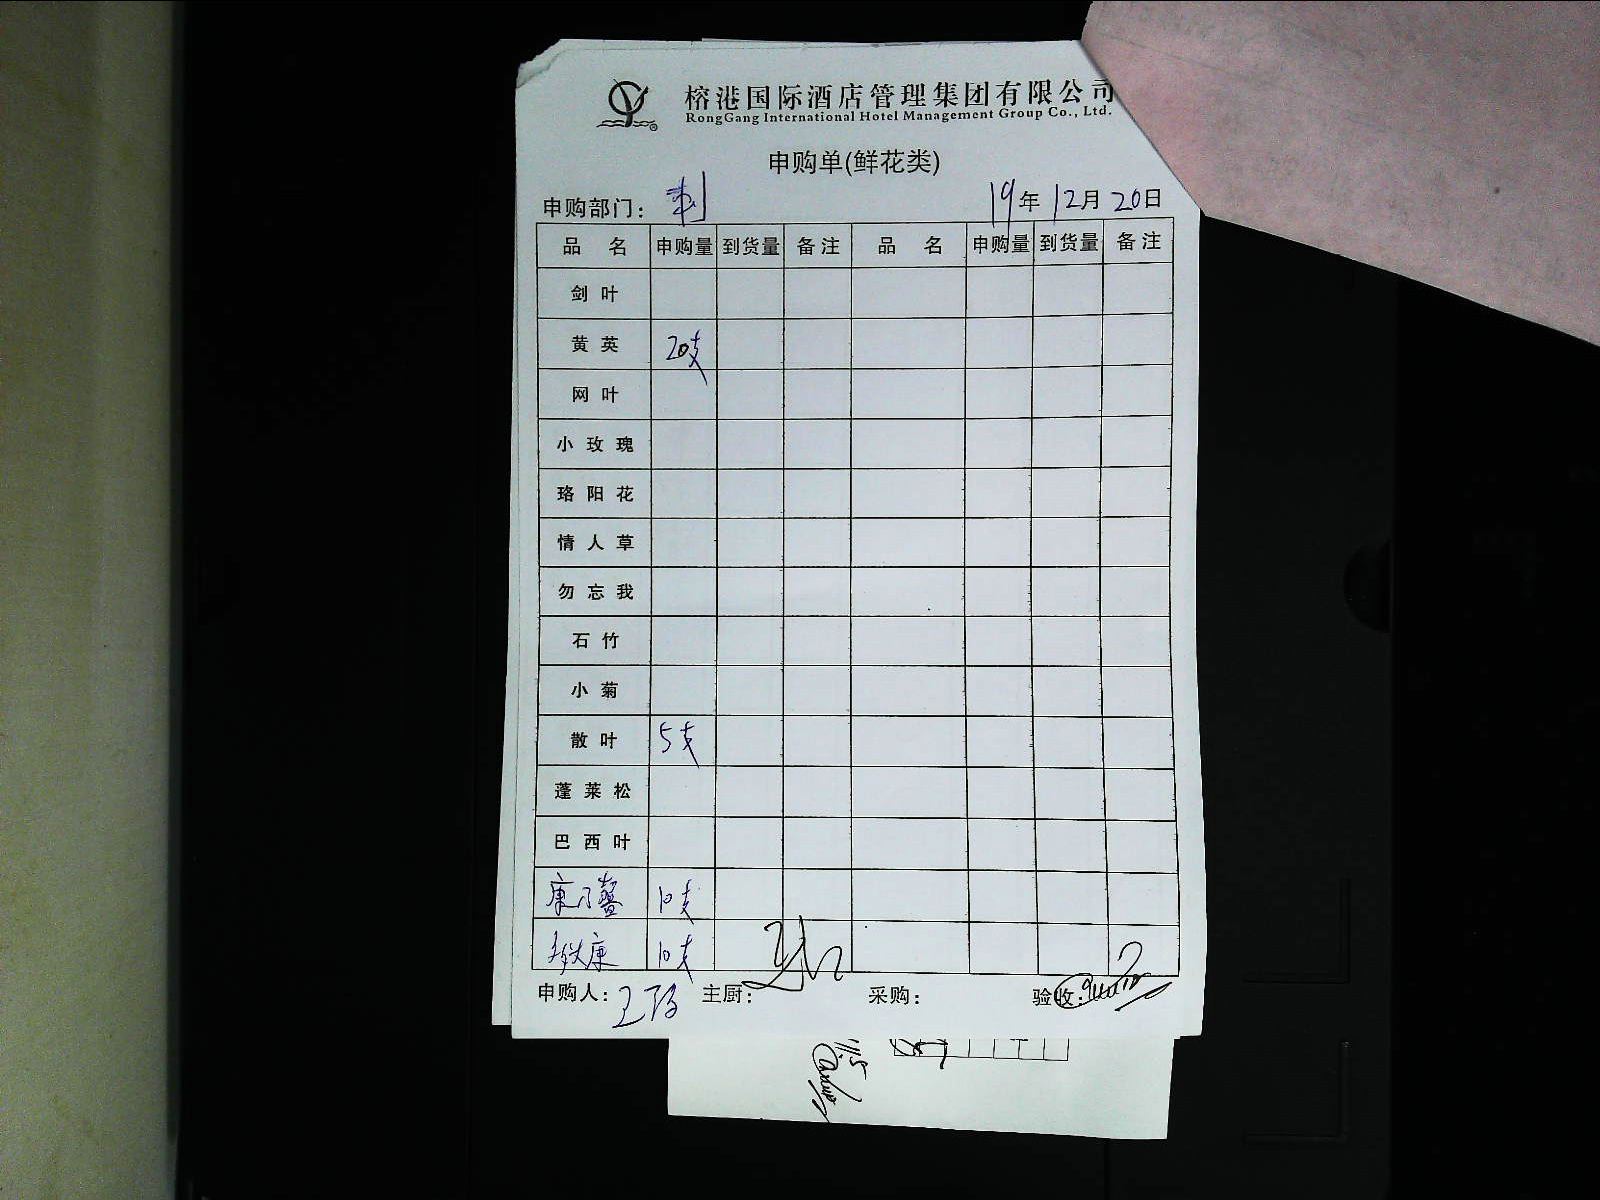 榕港国际酒店管理集团有限公司
RongGang International Hotel Management Group Co., Ltd.
申购单(鲜花类)
申购部门： 19年12月20日
品名 申购量 到货量 备注 品名 申购量 到货量 备注
剑叶
黄英 20支
网叶
小玫瑰
珞阳花
情人草
勿忘我
石竹
小菊
散叶 5支
蓬莱松
巴西叶
康乃馨 10支
10支
申购人： 主厨： 采购： 验收：